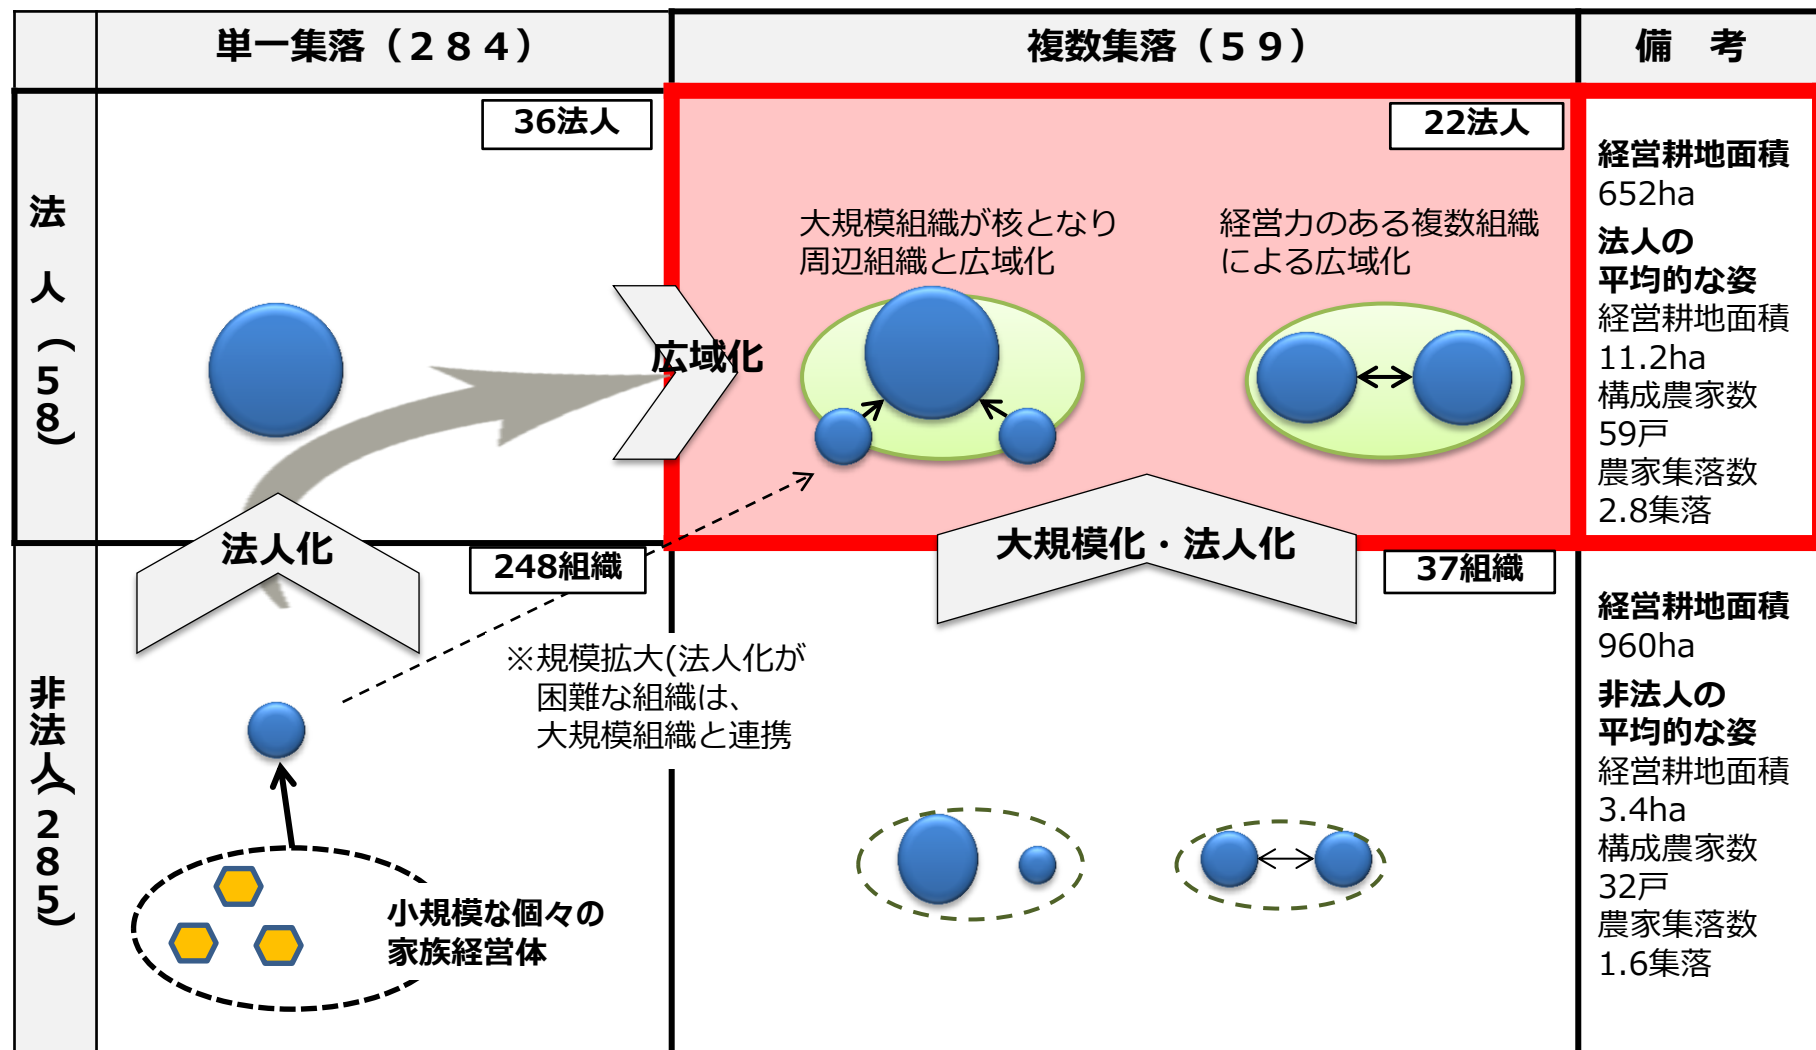 単一集落（２８４）
複数集落（５９）
備　考
法　人（５８）
36法人
22法人
大規模組織が核となり
周辺組織と広域化
経営力のある複数組織
による広域化
広域化
経営耕地面積
652ha
法人の
平均的な姿
経営耕地面積
11.2ha
構成農家数
59戸
農家集落数
2.8集落
法人化
大規模化・法人化
非法人（２８５）
248組織
37組織
※規模拡大(法人化が
困難な組織は、
大規模組織と連携
小規模な個々の
家族経営体
経営耕地面積
960ha
非法人の
平均的な姿
経営耕地面積
3.4ha
構成農家数
32戸
農家集落数
1.6集落